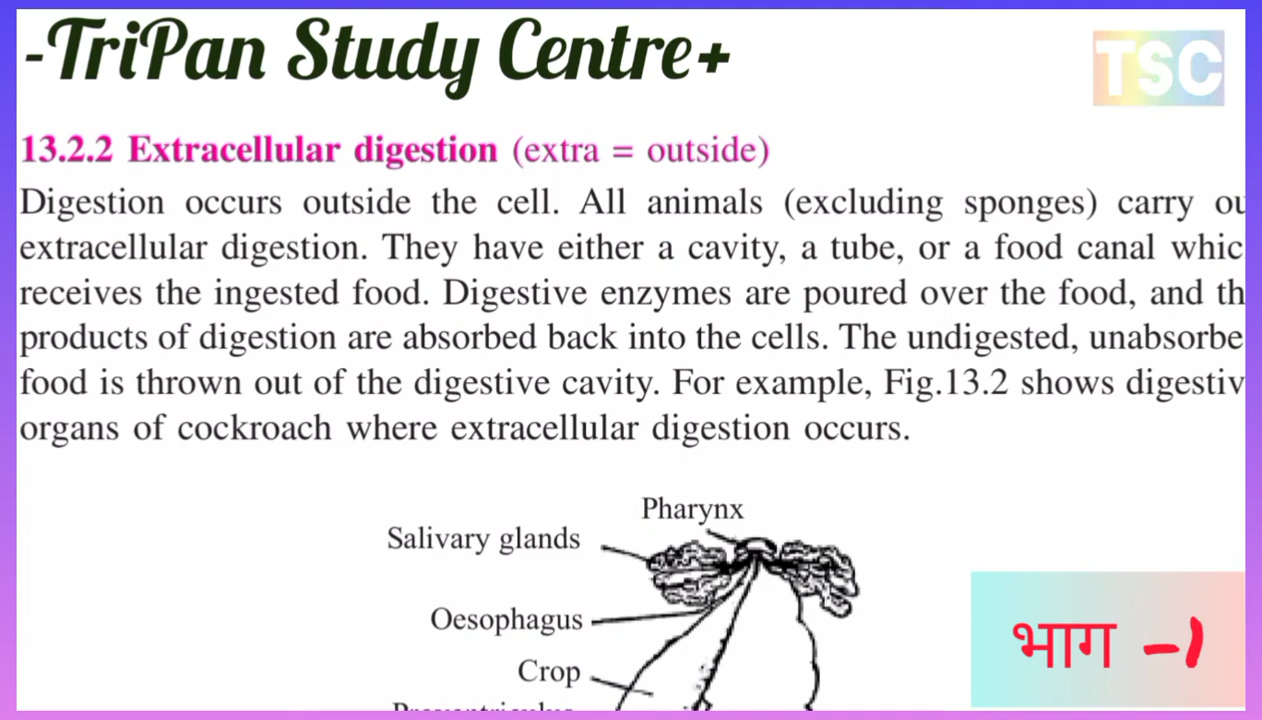 -TriPan Study Centre+
TSC
13.2.2 Extracellular digestion (extra = outside)
Digestion occurs outside the cell. All animals (excluding sponges) carry ou
extracellular digestion. They have either a cavity, a tube, or a food canal whic
receives the ingested food. Digestive enzymes are poured over the food, and th
products of digestion are absorbed back into the cells. The undigested, unabsorbe
food is thrown out of the digestive cavity. For example, Fig.13.2 shows digestiv
organs of cockroach where extracellular digestion occurs.
Pharynx
Salivary glands
Oesophagus
Crop
भाग -1